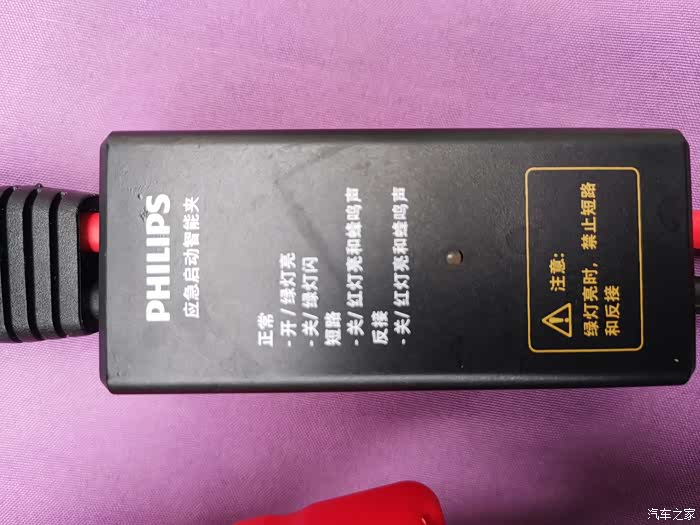 PHILIPS
应急启动智能夹
正常
- 开 / 绿灯亮
- 关/ 绿灯闪
短路
- 关/ 红灯亮和蜂鸣声
反接
- 关/ 红灯亮和蜂鸣声
注意:
绿灯亮时，禁止短路
和反接
汽车之家